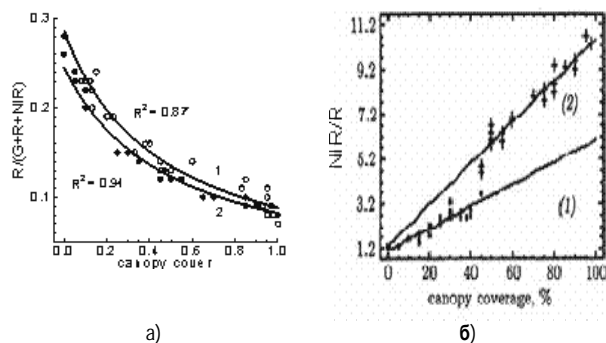 a
0.3
0.2
0.1
R/(G+R+NIR)
R² = 0.87
R² = 0.94
1
2
0.0 0.2 0.4 0.6 0.8 1.0
canopy cover
а)
11.2
9.2
7.2
5.2
3.2
1.2
NIR/R
(2)
(1)
0 20 40 60 80 100
canopy coverage, %
б)